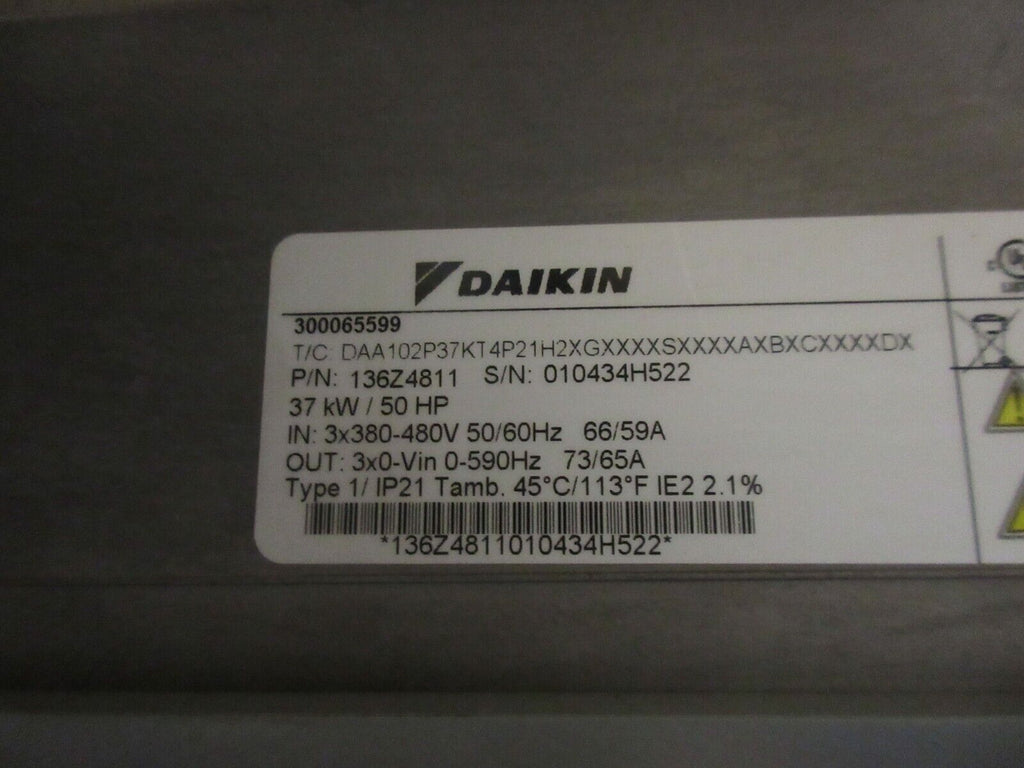 DAIKIN
300065599
T/C: DAA102P37KT4P21H2XGXXXXSXXXXAXBXCXXXXDX
P/N: 136Z4811 S/N: 010434H522
37 kW / 50 HP
IN: 3x380-480V 50/60Hz 66/59A
OUT: 3x0-Vin 0-590Hz 73/65A
Type 1/ IP21 Tamb. 45°C/113°F IE2 2.1%
*136Z4811010434H522*